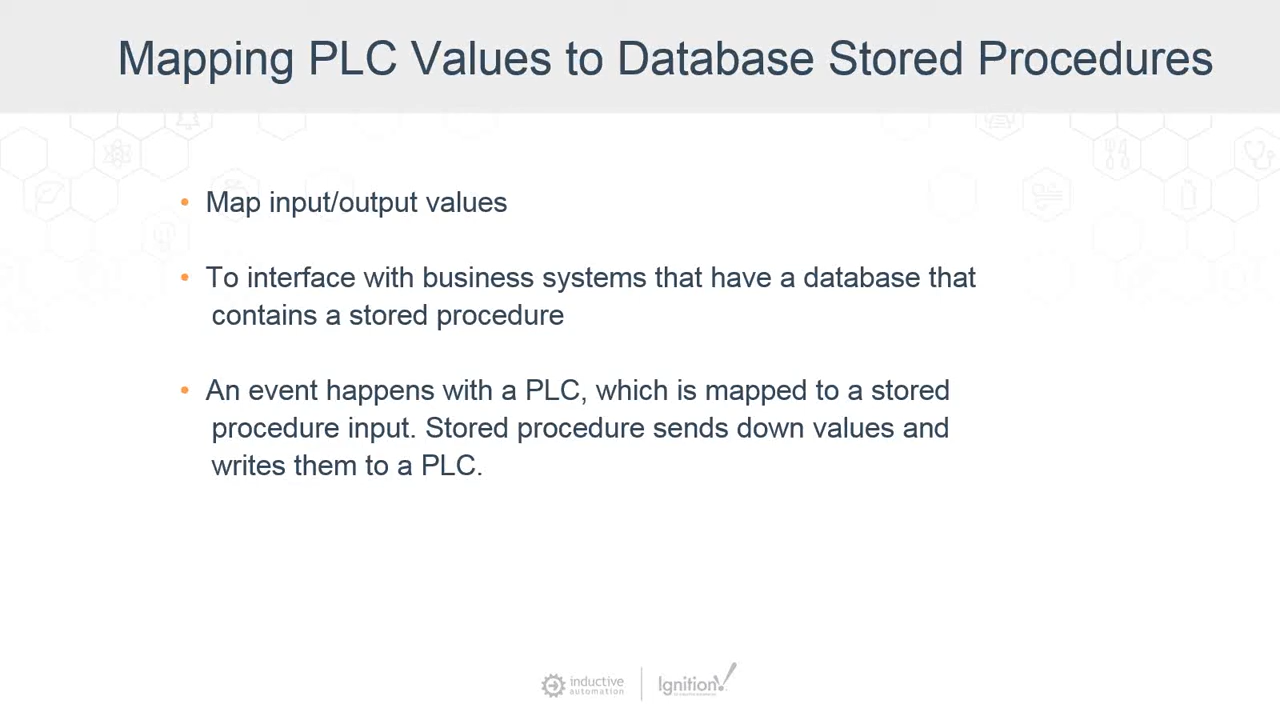 Mapping PLC Values to Database Stored Procedures
• Map input/output values
• To interface with business systems that have a database that
contains a stored procedure
• An event happens with a PLC, which is mapped to a stored
procedure input. Stored procedure sends down values and
writes them to a PLC.
inductive
automation
Ignition!